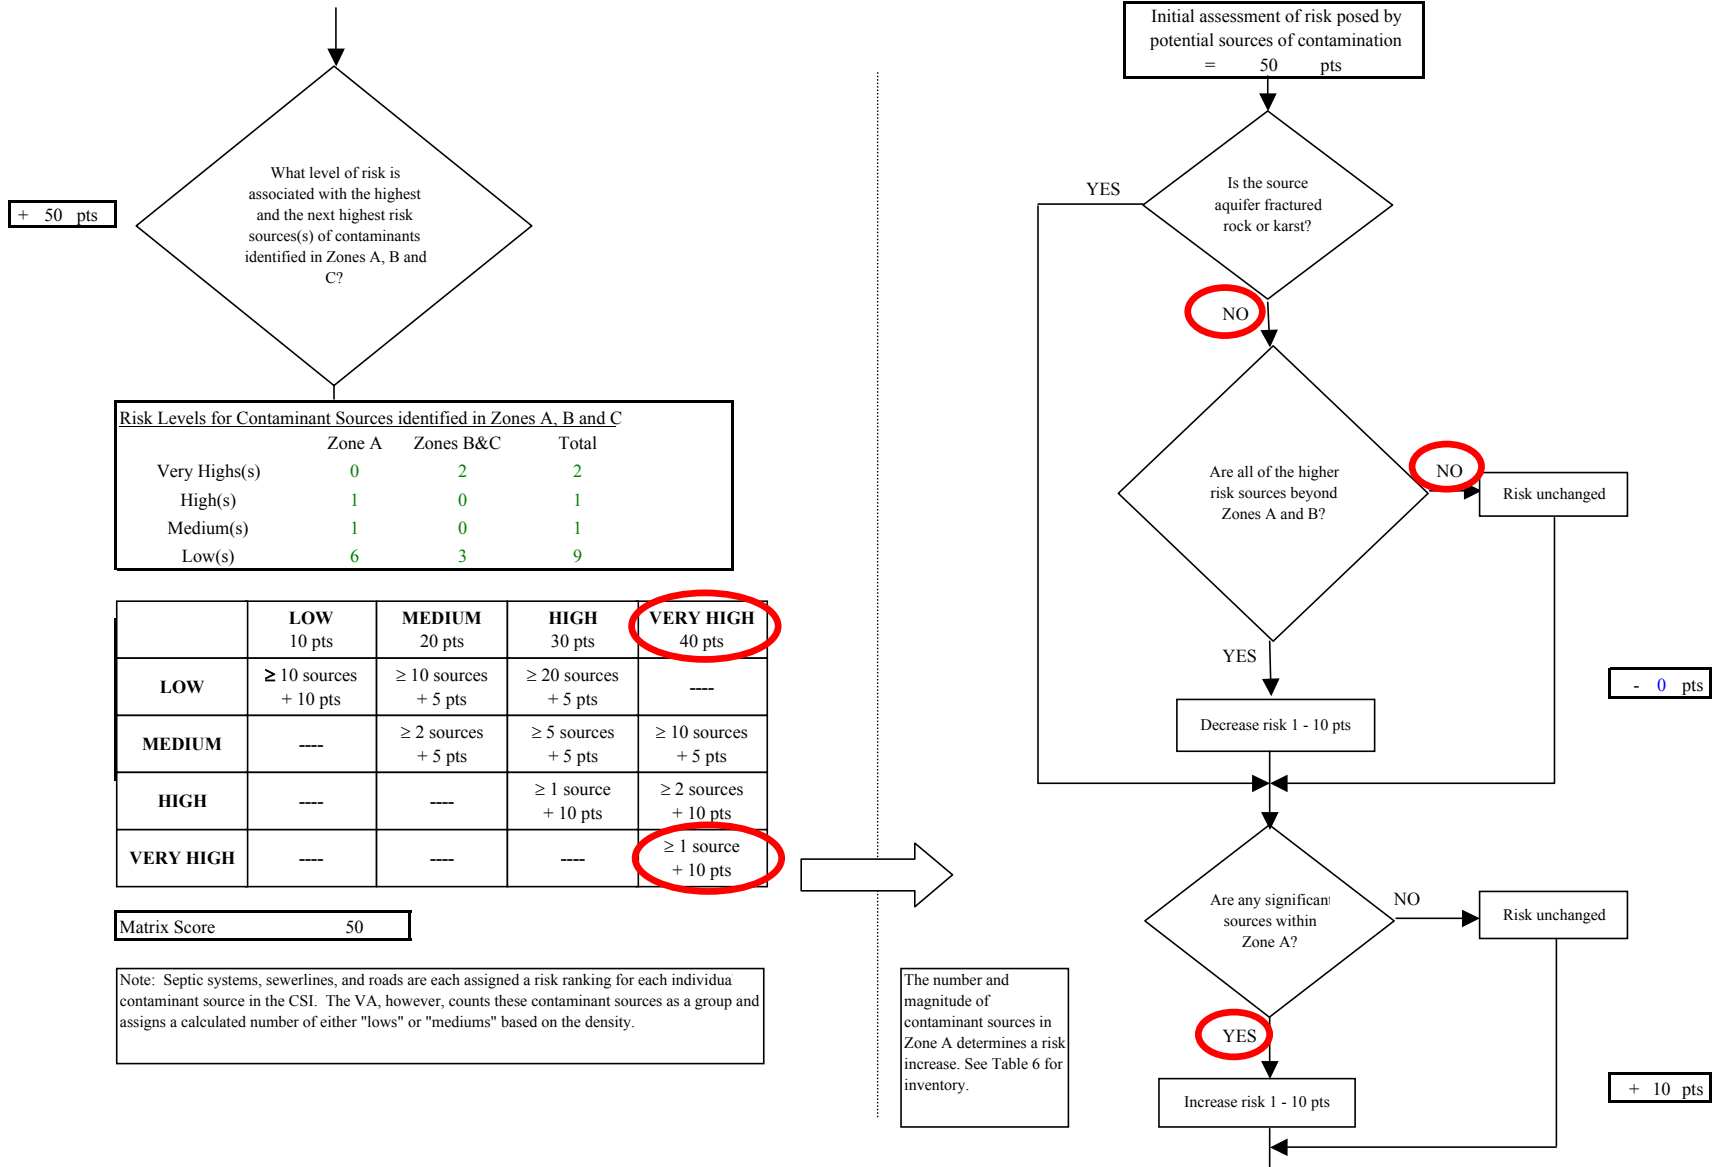 + 50 pts
What level of risk is
associated with the highest
and the next highest risk
sources(s) of contaminants
identified in Zones A, B and
C?
Risk Levels for Contaminant Sources identified in Zones A, B and C
Zone A Zones B&C Total
Very Highs(s) 0 2 2
High(s) 1 0 1
Medium(s) 1 0 1
Low(s) 6 3 9
LOW MEDIUM HIGH VERY HIGH
10 pts 20 pts 30 pts 40 pts
LOW ≥ 10 sources ≥ 10 sources ≥ 20 sources ----
+ 10 pts + 5 pts + 5 pts
MEDIUM ---- ≥ 2 sources ≥ 5 sources ≥ 10 sources
+ 5 pts + 5 pts + 5 pts
HIGH ---- ---- ≥ 1 source ≥ 2 sources
+ 10 pts + 10 pts
VERY HIGH ---- ---- ---- ≥ 1 source
+ 10 pts
Matrix Score 50
Note: Septic systems, sewerlines, and roads are each assigned a risk ranking for each individua
contaminant source in the CSI. The VA, however, counts these contaminant sources as a group and
assigns a calculated number of either "lows" or "mediums" based on the density.
Initial assessment of risk posed by
potential sources of contamination
= 50 pts
YES
Is the source
aquifer fractured
rock or karst?
NO
Are all of the higher
risk sources beyond
Zones A and B?
NO
Risk unchanged
YES
- 0 pts
Decrease risk 1 - 10 pts
Are any significant
sources within
Zone A?
NO
Risk unchanged
The number and
magnitude of
contaminant sources in
Zone A determines a risk
increase. See Table 6 for
inventory.
YES
+ 10 pts
Increase risk 1 - 10 pts